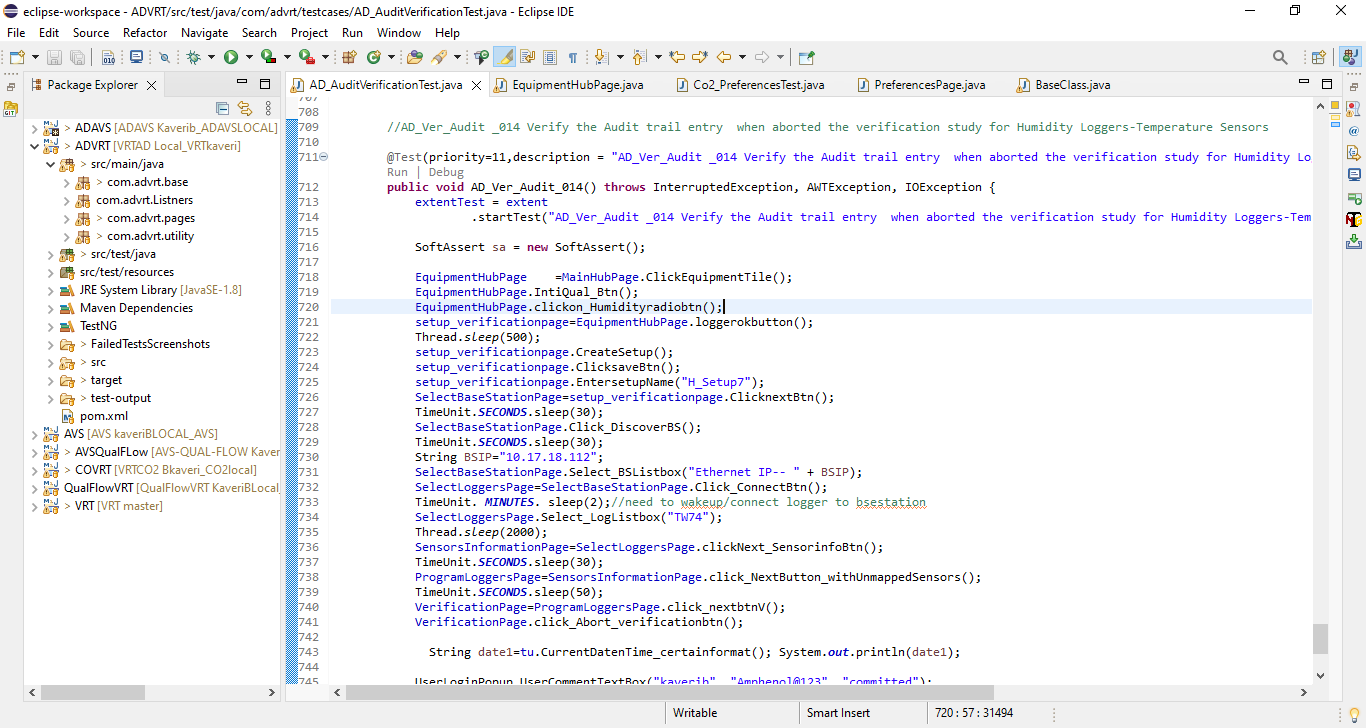 eclipse-workspace - ADVRT/src/test/java/com/advrt/testcases/AD_AuditVerificationTest.java - Eclipse IDE
File Edit Source Refactor Navigate Search Project Run Window Help
Package Explorer
AD_AuditVerificationTest.java EquipmentHubPage.java Co2_PreferencesTest.java PreferencesPage.java BaseClass.java
> ADAVS [ADAVS Kaverib_ADAVSLOCAL]
> ADVRT [VRTAD Local_VRTkaveri]
> src/main/java
> com.advrt.base
com.advrt.Listners
> com.advrt.pages
> com.advrt.utility
> src/test/java
src/test/resources
JRE System Library [JavaSE-1.8]
Maven Dependencies
TestNG
> FailedTestsScreenshots
> src
> target
> test-output
pom.xml
AVS [AVS kaveriBLOCAL_AVS]
> AVSQualFLow [AVS-QUAL-FLOW Kaver
> COVRT [VRTCO2 Bkaveri_CO2local]
QualFlowVRT [QualFlowVRT KaveriBLocal
> VRT [VRT master]
707
708
709 //AD_Ver_Audit _014 Verify the Audit trail entry  when aborted the verification study for Humidity Loggers-Temperature Sensors
710
711 @Test(priority=11,description = "AD_Ver_Audit _014 Verify the Audit trail entry  when aborted the verification study for Humidity Lo
Run | Debug
712 public void AD_Ver_Audit_014() throws InterruptedException, AWTException, IOException {
713 extentTest = extent
714 .startTest("AD_Ver_Audit _014 Verify the Audit trail entry  when aborted the verification study for Humidity Loggers-Tem
715
716 SoftAssert sa = new SoftAssert();
717
718 EquipmentHubPage    =MainHubPage.ClickEquipmentTile();
719 EquipmentHubPage.IntiQual_Btn();
720 EquipmentHubPage.clickon_Humidityradiobtn();
721 setup_verificationpage=EquipmentHubPage.loggerokbutton();
722 Thread.sleep(500);
723 setup_verificationpage.CreateSetup();
724 setup_verificationpage.ClicksaveBtn();
725 setup_verificationpage.EntersetupName("H_Setup7");
726 SelectBaseStationPage=setup_verificationpage.ClicknextBtn();
727 TimeUnit.SECONDS.sleep(30);
728 SelectBaseStationPage.Click_DiscoverBS();
729 TimeUnit.SECONDS.sleep(30);
730 String BSIP="10.17.18.112";
731 SelectBaseStationPage.Select_BSListbox("Ethernet IP-- " + BSIP);
732 SelectLoggersPage=SelectBaseStationPage.Click_ConnectBtn();
733 TimeUnit. MINUTES. sleep(2);//need to wakeup/connect logger to bsestation
734 SelectLoggersPage.Select_LogListbox("TW74");
735 Thread.sleep(2000);
736 SensorsInformationPage=SelectLoggersPage.clickNext_SensorinfoBtn();
737 TimeUnit.SECONDS.sleep(30);
738 ProgramLoggersPage=SensorsInformationPage.click_NextButton_withUnmappedSensors();
739 TimeUnit.SECONDS.sleep(50);
740 VerificationPage=ProgramLoggersPage.click_nextbtnV();
741 VerificationPage.click_Abort_verificationbtn();
742
743 String date1=tu.CurrentDatenTime_certainformat(); System.out.println(date1);
744
745 UserLoginPopup_UserCommentTextBox("kaverib", "Amphenol@123", "committed");
Writable Smart Insert 720 : 57 : 31494